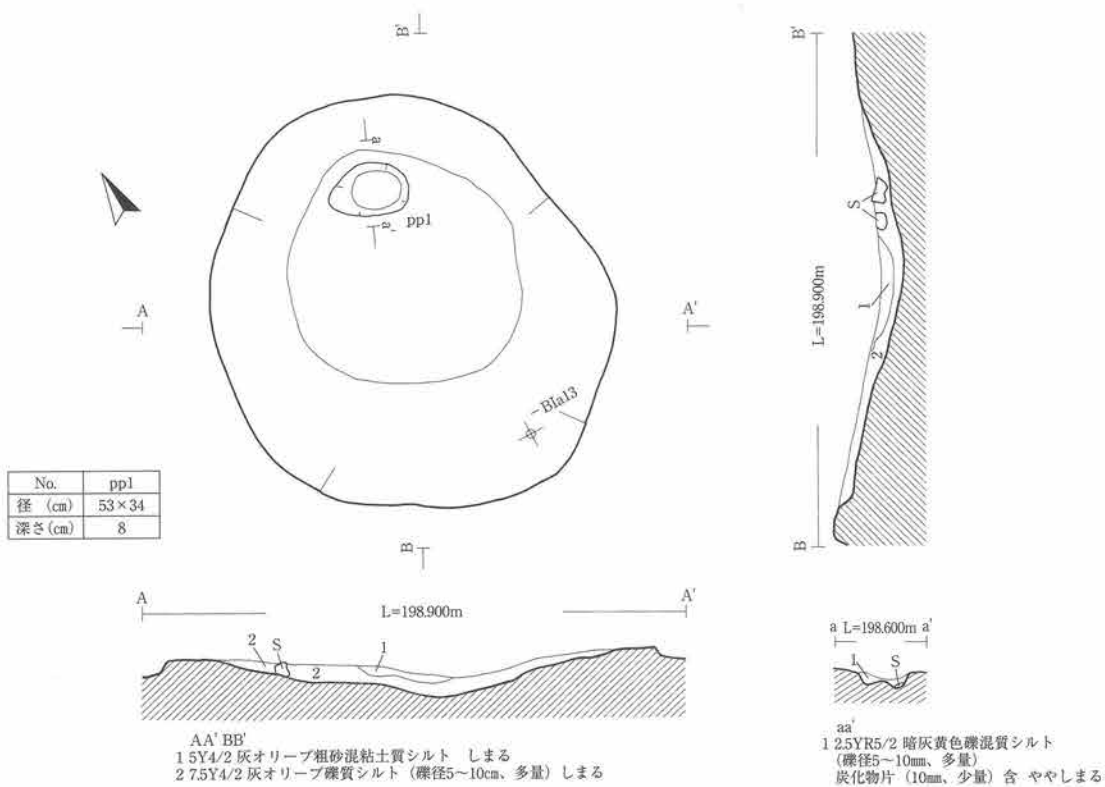 B'
a
a'
pp1
A
A'
BIa13
B
No. pp1
径 (cm) 53×34
深さ(cm) 8
B'
S
1
2
L=198.900m
B
A L=198.900m A'
2 S 2 1
AA' BB'
1 5Y4/2 灰オリーブ粗砂混粘土質シルト しまる
2 7.5Y4/2 灰オリーブ礫質シルト（礫径5～10cm、多量）しまる
a L=198.600m a'
1 S
aa'
1 2.5YR5/2 暗灰黄色礫混質シルト
(礫径5～10mm、多量)
炭化物片（10mm、少量）含 ややしまる